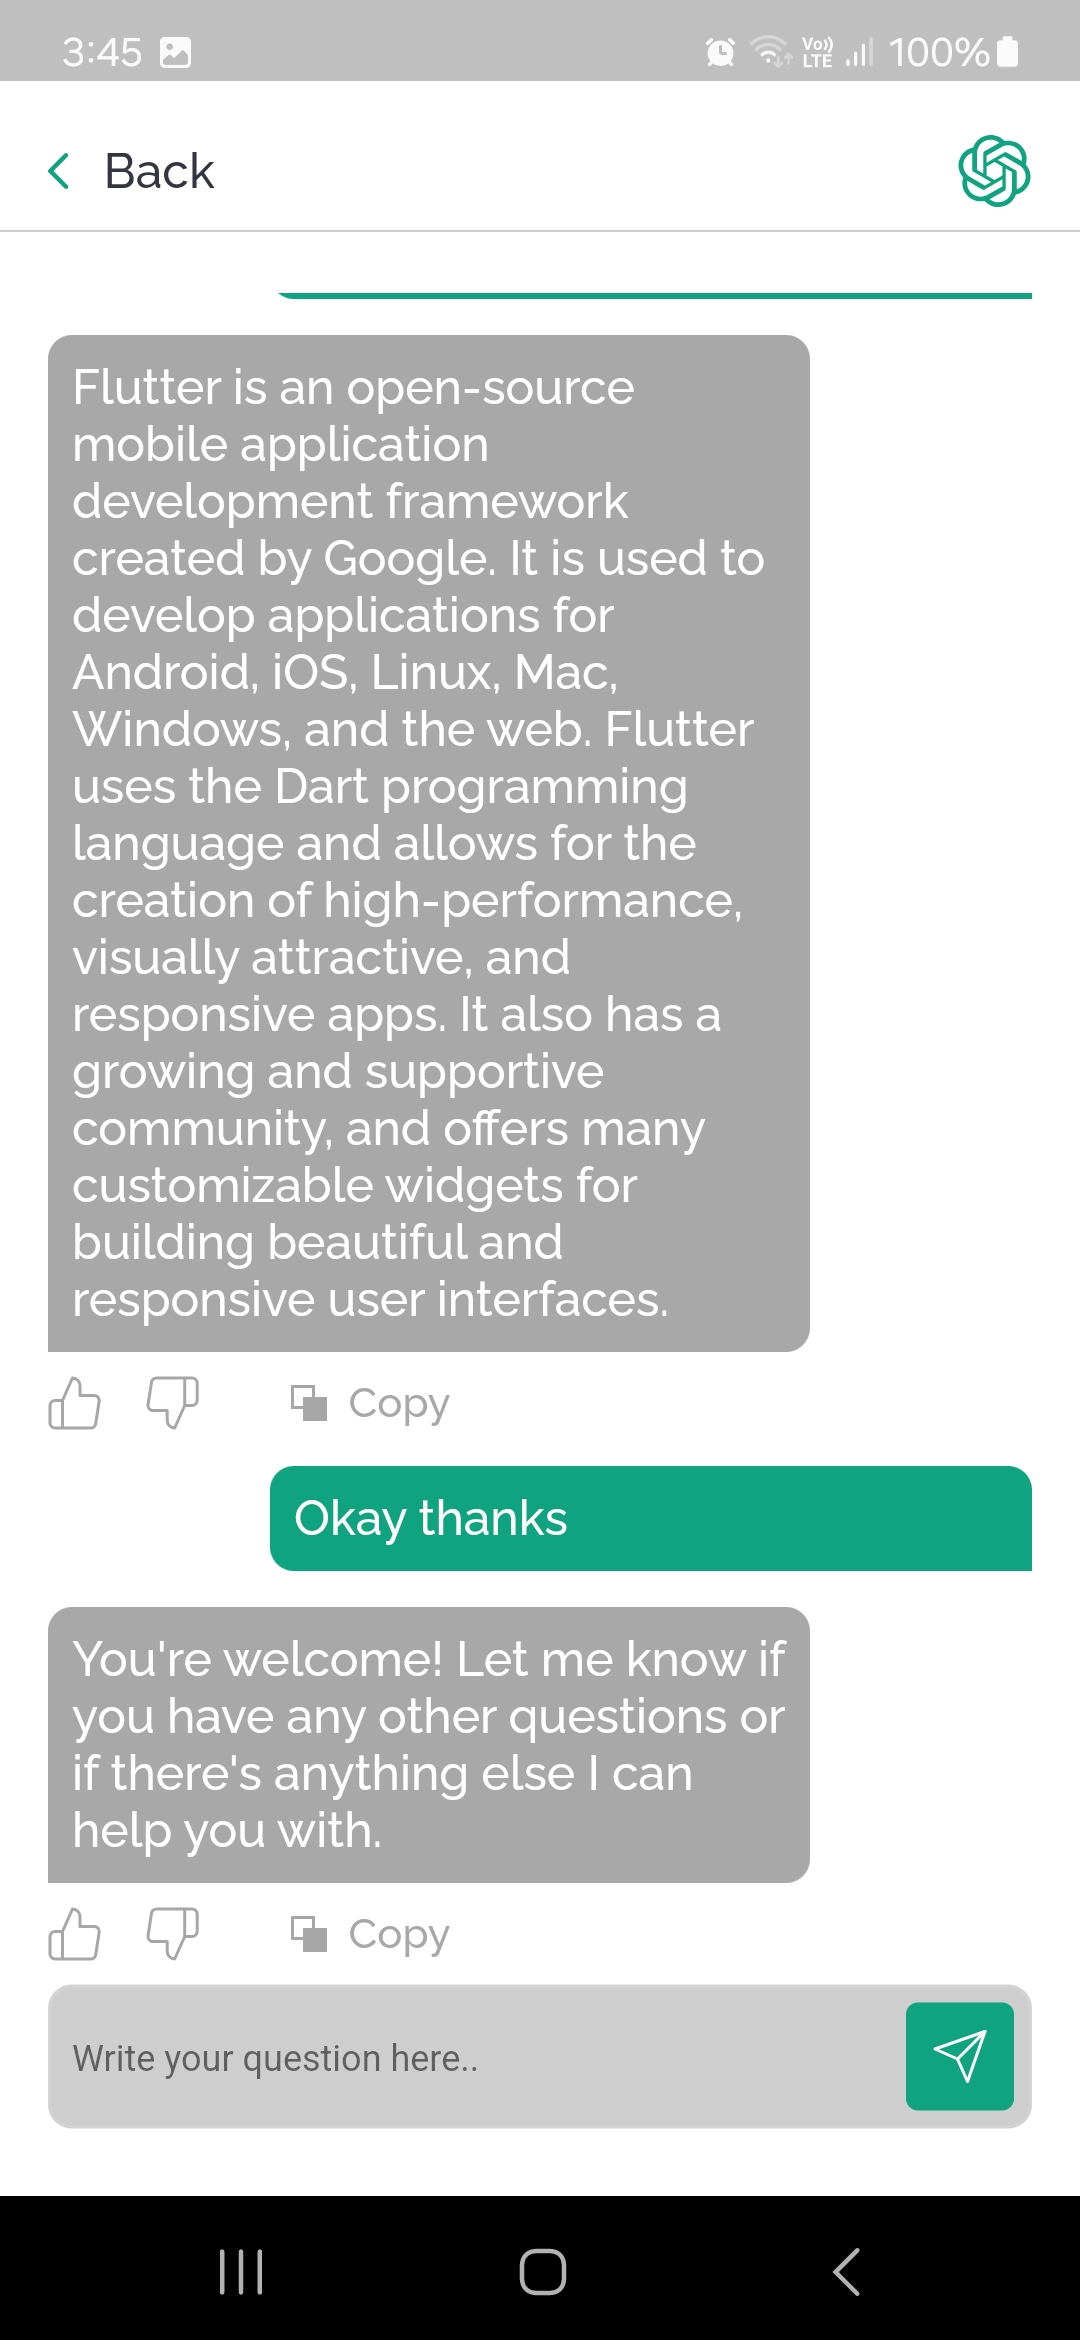 3:45
Vo))
LTE
100%
Back
Flutter is an open-source
mobile application
development framework
created by Google. It is used to
develop applications for
Android, iOS, Linux, Mac,
Windows, and the web. Flutter
uses the Dart programming
language and allows for the
creation of high-performance,
visually attractive, and
responsive apps. It also has a
growing and supportive
community, and offers many
customizable widgets for
building beautiful and
responsive user interfaces.
Copy
Okay thanks
You're welcome! Let me know if
you have any other questions or
if there's anything else I can
help you with.
Copy
Write your question here..